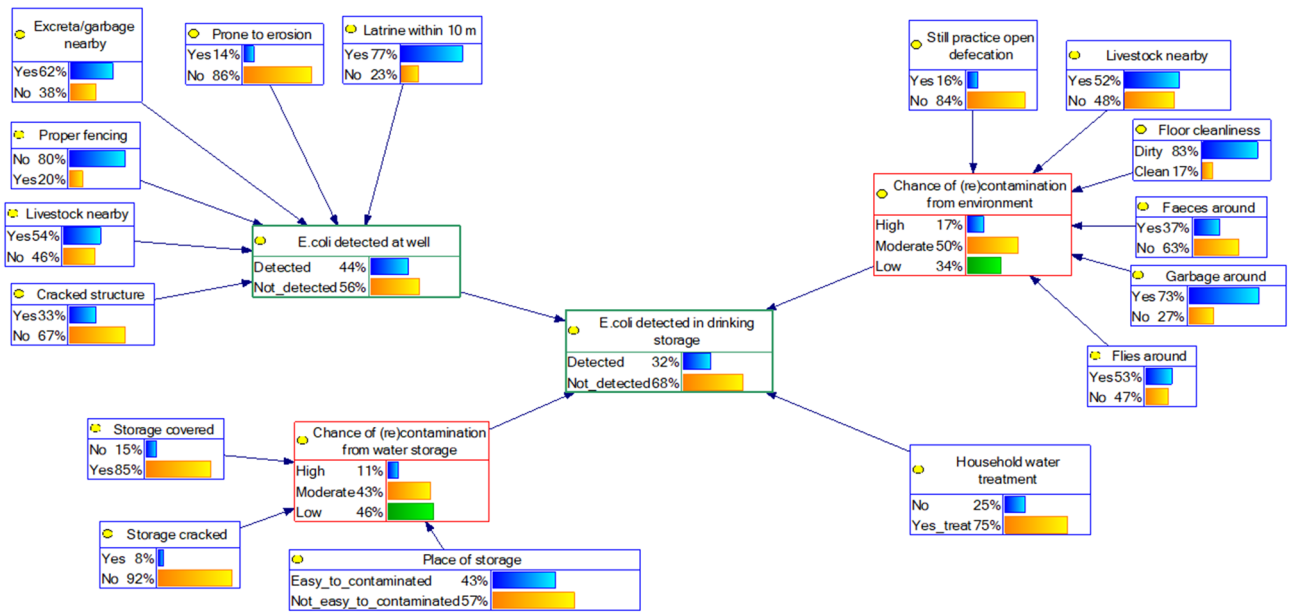 Excreta/garbage
nearby
Yes 62%
No 38%
Prone to erosion
Yes 14%
No 86%
Latrine within 10 m
Yes 77%
No 23%
Proper fencing
No 80%
Yes 20%
Livestock nearby
Yes 54%
No 46%
Cracked structure
Yes 33%
No 67%
E.coli detected at well
Detected 44%
Not_detected 56%
Still practice open
defecation
Yes 16%
No 84%
Livestock nearby
Yes 52%
No 48%
Floor cleanliness
Dirty 83%
Clean 17%
Chance of (re)contamination
from environment
High 17%
Moderate 50%
Low 34%
Faeces around
Yes 37%
No 63%
Garbage around
Yes 73%
No 27%
Flies around
Yes 53%
No 47%
E.coli detected in drinking
storage
Detected 32%
Not_detected 68%
Storage covered
No 15%
Yes 85%
Chance of (re)contamination
from water storage
High 11%
Moderate 43%
Low 46%
Storage cracked
Yes 8%
No 92%
Place of storage
Easy_to_contaminated 43%
Not_easy_to_contaminated 57%
Household water
treatment
No 25%
Yes_treat 75%